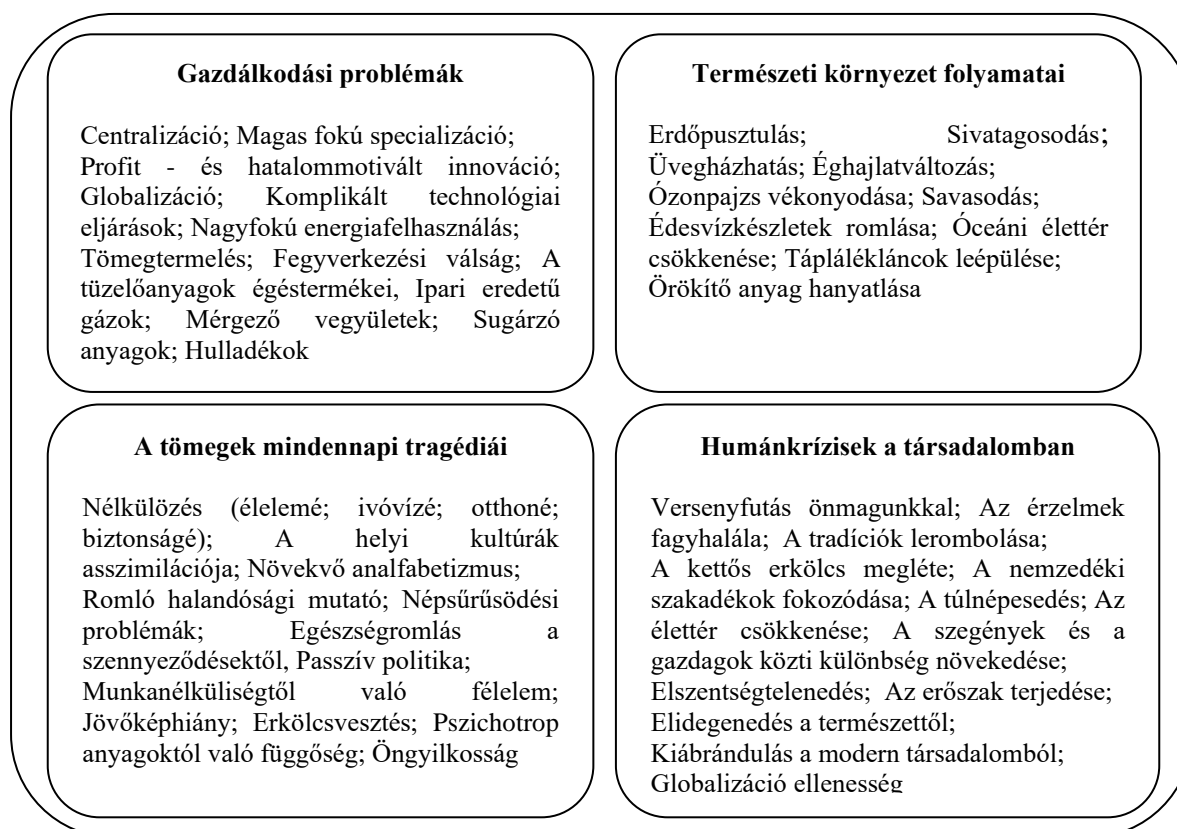 Gazdálkodási problémák
Centralizáció; Magas fokú specializáció;
Profit - és hatalommotivált innováció;
Globalizáció; Komplikált technológiai
eljárások; Nagyfokú energiafelhasználás;
Tömegtermelés; Fegyverkezési válság; A
tüzelőanyagok égéstermékei, Ipari eredetű
gázok; Mérgező vegyületek; Sugárzó
anyagok; Hulladékok
Természeti környezet folyamatai
Erdőpusztulás; Sivatagosodás;
Üvegházhatás; Éghajlatváltozás;
Ózonpajzs vékonyodása; Savasodás;
Édesvízkészletek romlása; Óceáni élettér
csökkenése; Táplálékláncok leépülése;
Örökítő anyag hanyatlása
A tömegek mindennapi tragédiái
Nélkülözés (élelemé; ivóvízé; otthoné;
biztonságé); A helyi kultúrák
asszimilációja; Növekvő analfabetizmus;
Romló halandósági mutató; Népsűrűsödési
problémák; Egészségromlás a
szennyeződésektől, Passzív politika;
Munkanélküliségtől való félelem;
Jövőképhiány; Erkölcsvesztés; Pszichotrop
anyagoktól való függőség; Öngyilkosság
Humánkrízisek a társadalomban
Versenyfutás önmagunkkal; Az érzelmek
fagyhalála; A tradíciók lerombolása;
A kettős erkölcs megléte; A nemzedéki
szakadékok fokozódása; A túlnépesedés; Az
élettér csökkenése; A szegények és a
gazdagok közti különbség növekedése;
Elszentségtelenedés; Az erőszak terjedése;
Elidegenedés a természettől;
Kiábrándulás a modern társadalomból;
Globalizáció ellenesség